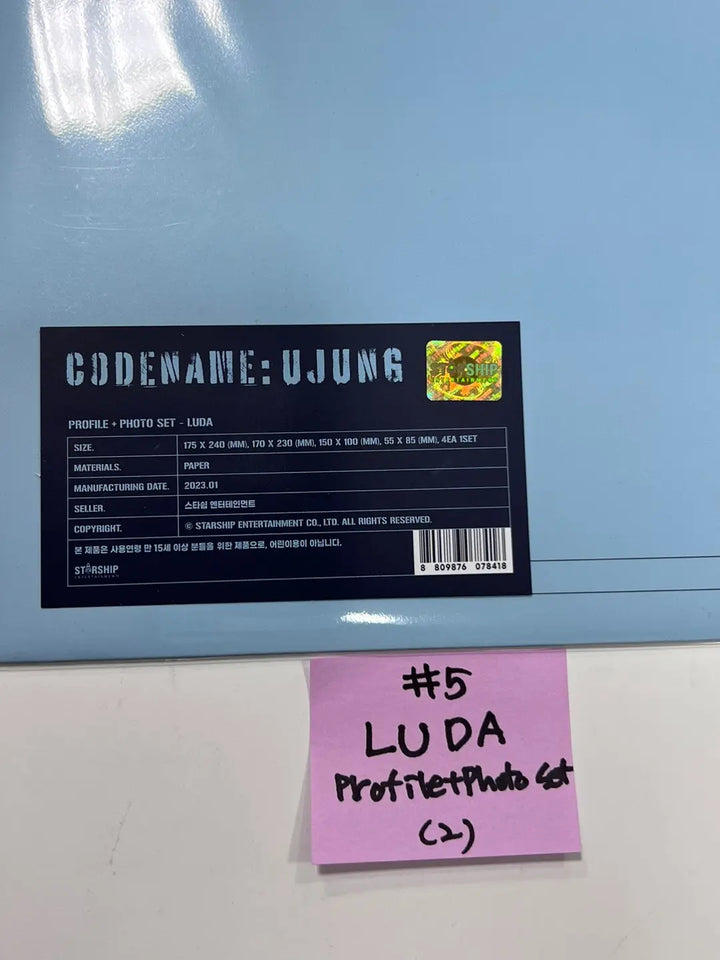 CODENAME: UJUNG
STARSHIP
ENTERTAINMENT
PROFILE + PHOTO SET - LUDA
SIZE. 175 X 240 (MM), 170 X 230 (MM), 150 X 100 (MM), 55 X 85 (MM), 4EA 1SET
MATERIALS. PAPER
MANUFACTURING DATE. 2023.01
SELLER. 스타쉽 엔터테인먼트
COPYRIGHT. © STARSHIP ENTERTAINMENT CO., LTD. ALL RIGHTS RESERVED.
본 제품은 사용연령 만 15세 이상 분들을 위한 제품으로, 어린이용이 아닙니다.
STARSHIP
ENTERTAINMENT
8 809876 078418
#5
LUDA
Profile+Photo Set
(2)